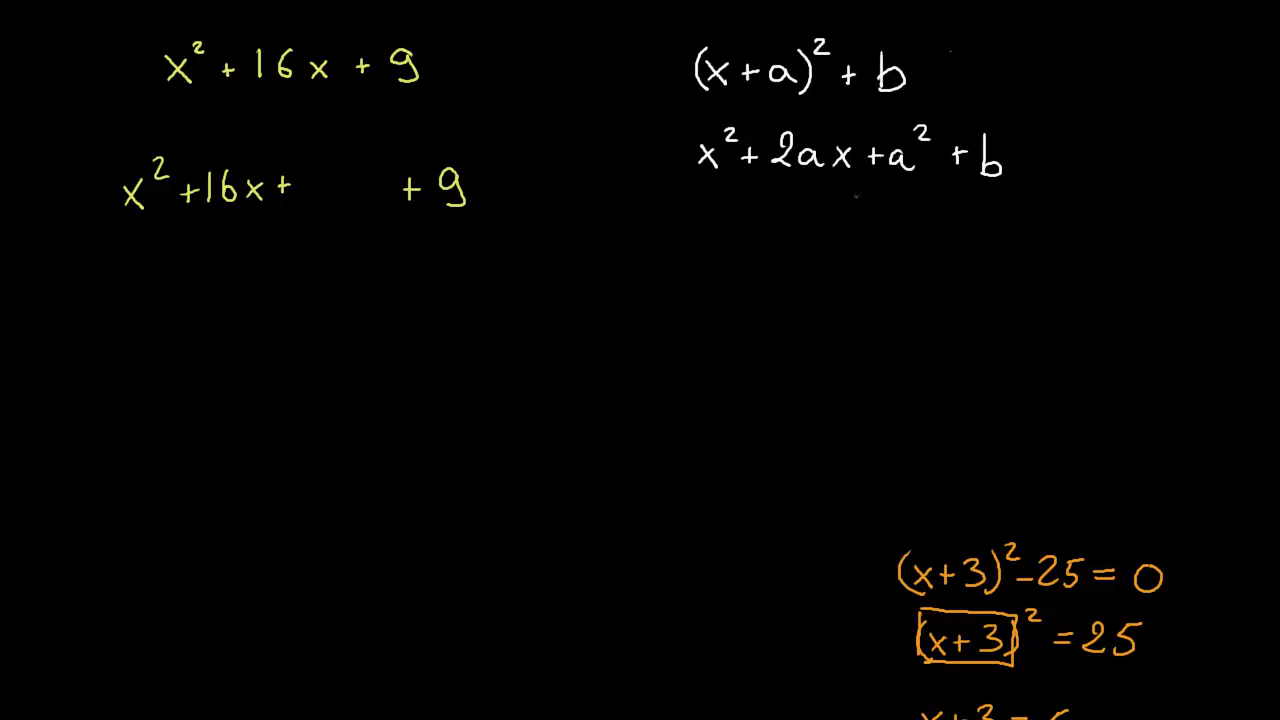 x² + 16x + 9
x² + 16x +      + 9
(x+a)² + b
x² + 2ax + a² + b
(x+3)² - 25 = 0
(x+3)² = 25